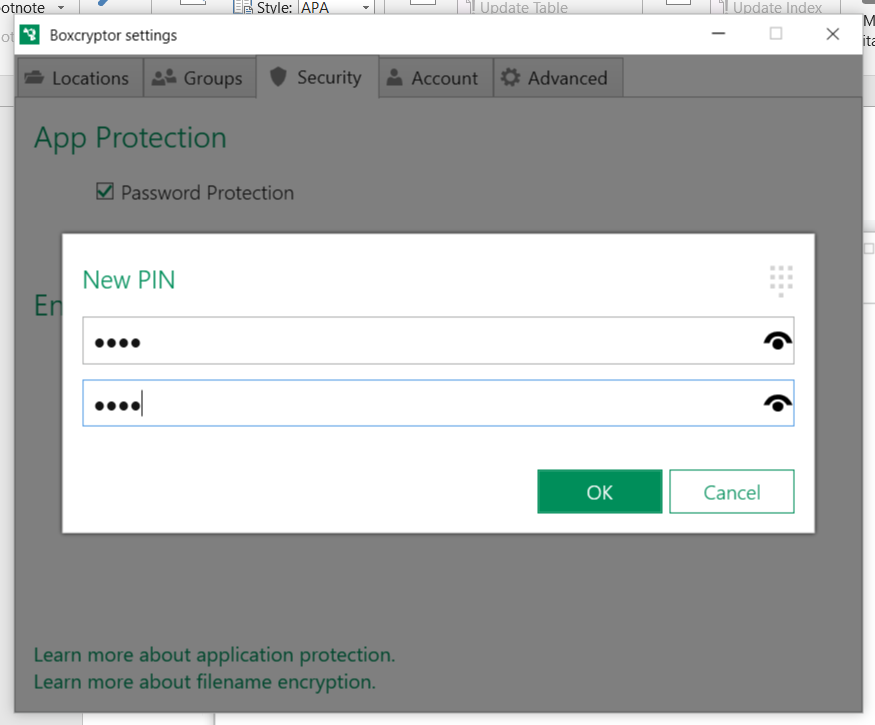 otnote Style: APA Update Table Update Index
Boxcryptor settings
Locations Groups Security Account Advanced
App Protection
Password Protection
New PIN
En
••••
••••
OK Cancel
Learn more about application protection.
Learn more about filename encryption.